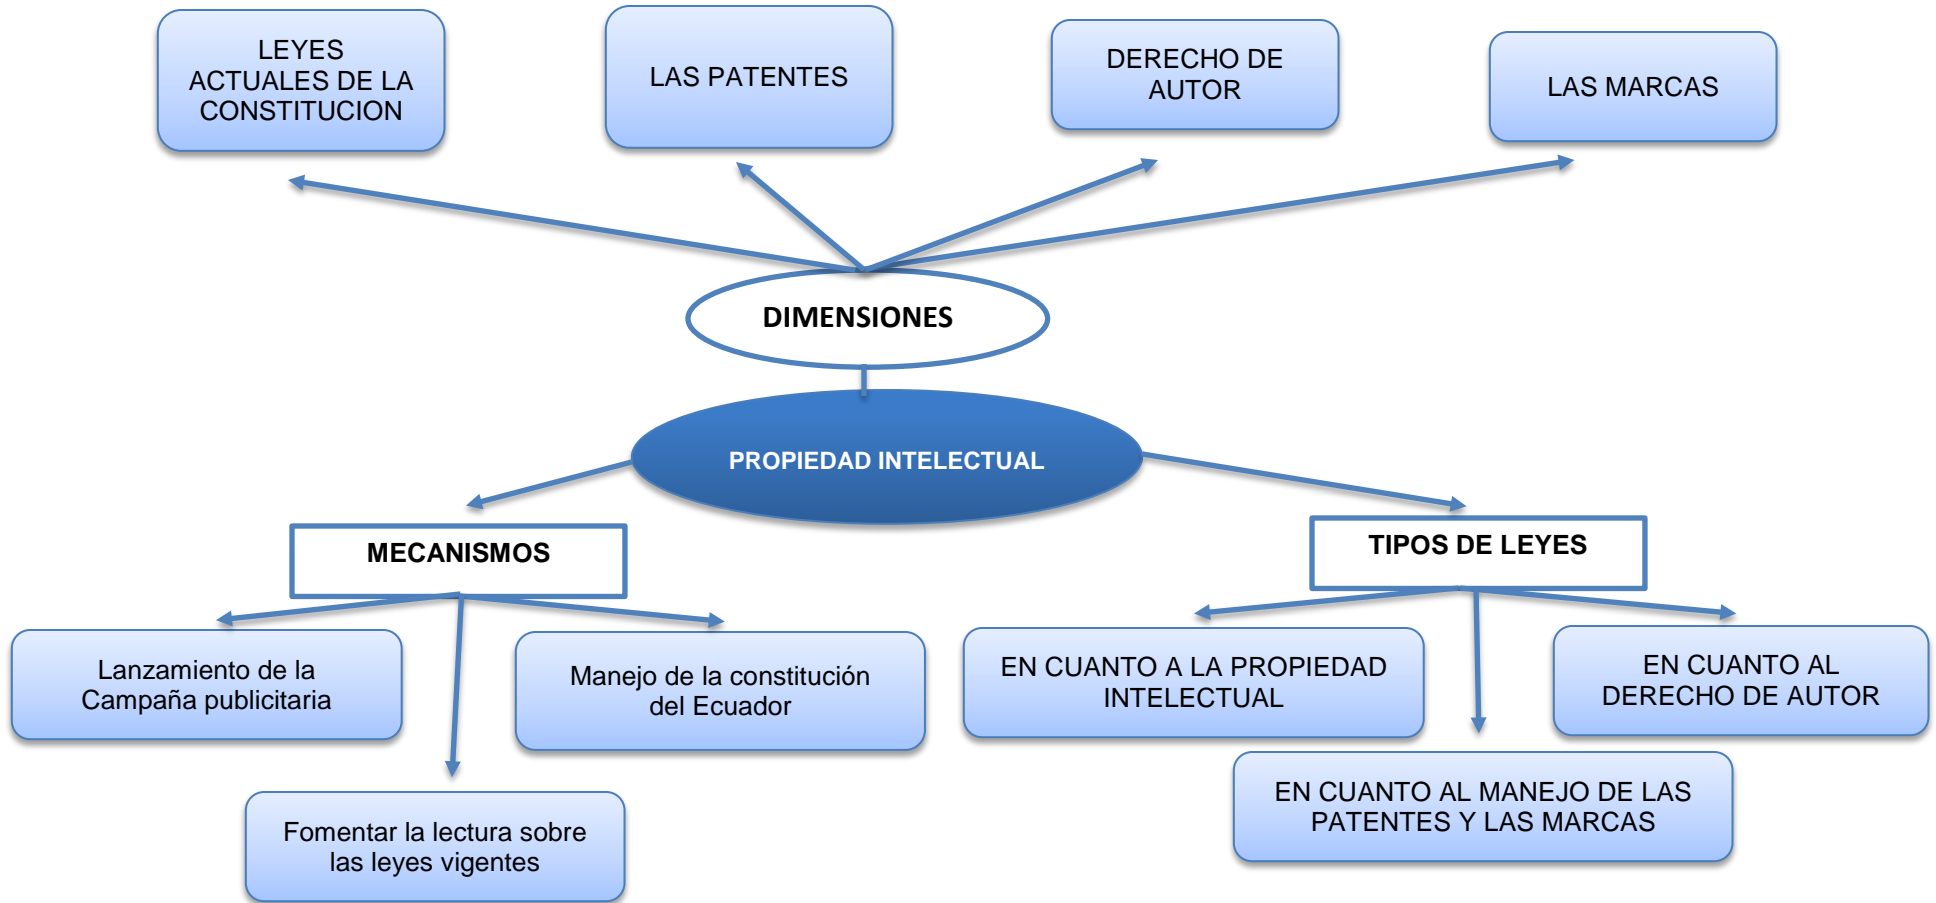 LEYES
ACTUALES DE LA
CONSTITUCION
LAS PATENTES
DERECHO DE
AUTOR
LAS MARCAS
DIMENSIONES
PROPIEDAD INTELECTUAL
MECANISMOS
TIPOS DE LEYES
Lanzamiento de la
Campaña publicitaria
Manejo de la constitución
del Ecuador
Fomentar la lectura sobre
las leyes vigentes
EN CUANTO A LA PROPIEDAD
INTELECTUAL
EN CUANTO AL
DERECHO DE AUTOR
EN CUANTO AL MANEJO DE LAS
PATENTES Y LAS MARCAS